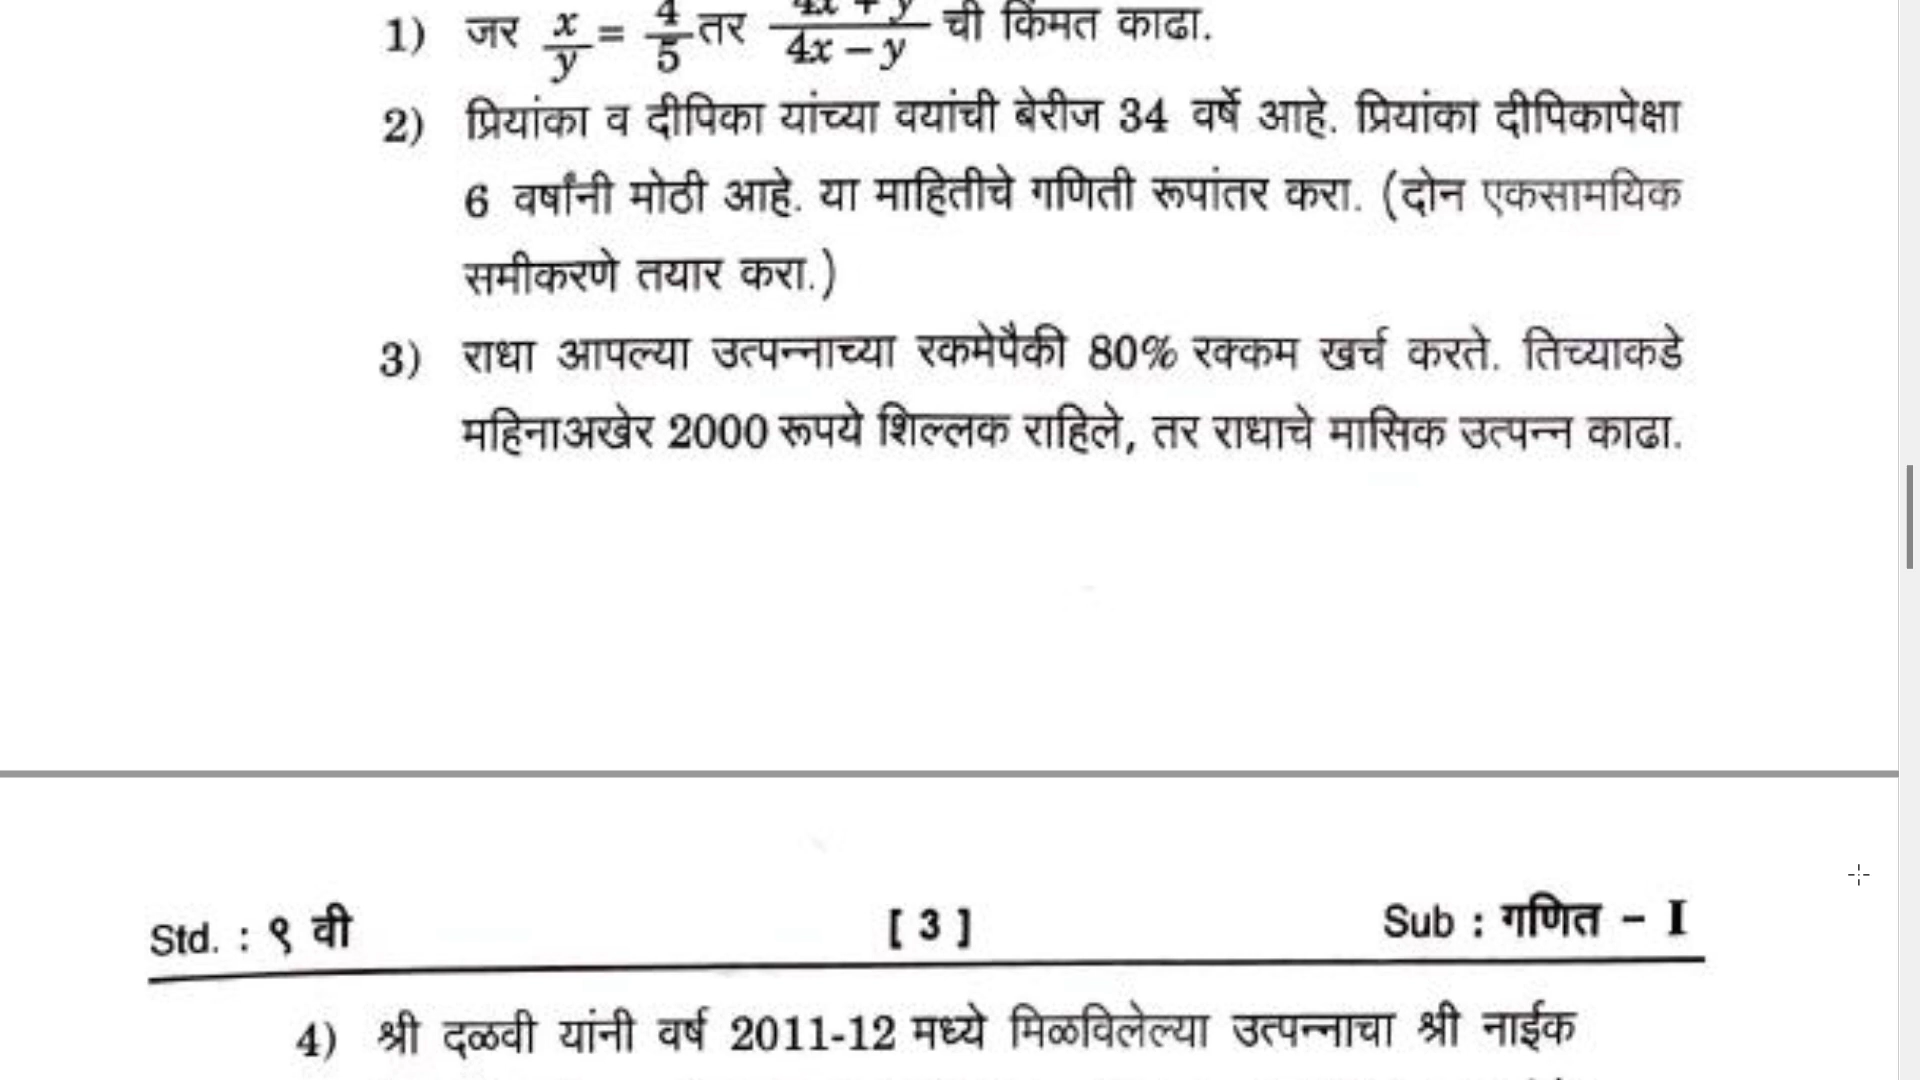 1) जर x/y = 4/5 तर 4x + y / 4x – y ची किंमत काढा.
2) प्रियांका व दीपिका यांच्या वयांची बेरीज 34 वर्षे आहे. प्रियांका दीपिकापेक्षा
6 वर्षांनी मोठी आहे. या माहितीचे गणिती रूपांतर करा. (दोन एकसामयिक
समीकरणे तयार करा.)
3) राधा आपल्या उत्पन्नाच्या रकमेपैकी 80% रक्कम खर्च करते. तिच्याकडे
महिनाअखेर 2000 रूपये शिल्लक राहिले, तर राधाचे मासिक उत्पन्न काढा.
Std. : ९ वी [ 3 ] Sub : गणित – I
4) श्री दळवी यांनी वर्ष 2011-12 मध्ये मिळविलेल्या उत्पन्नाचा श्री नाईक